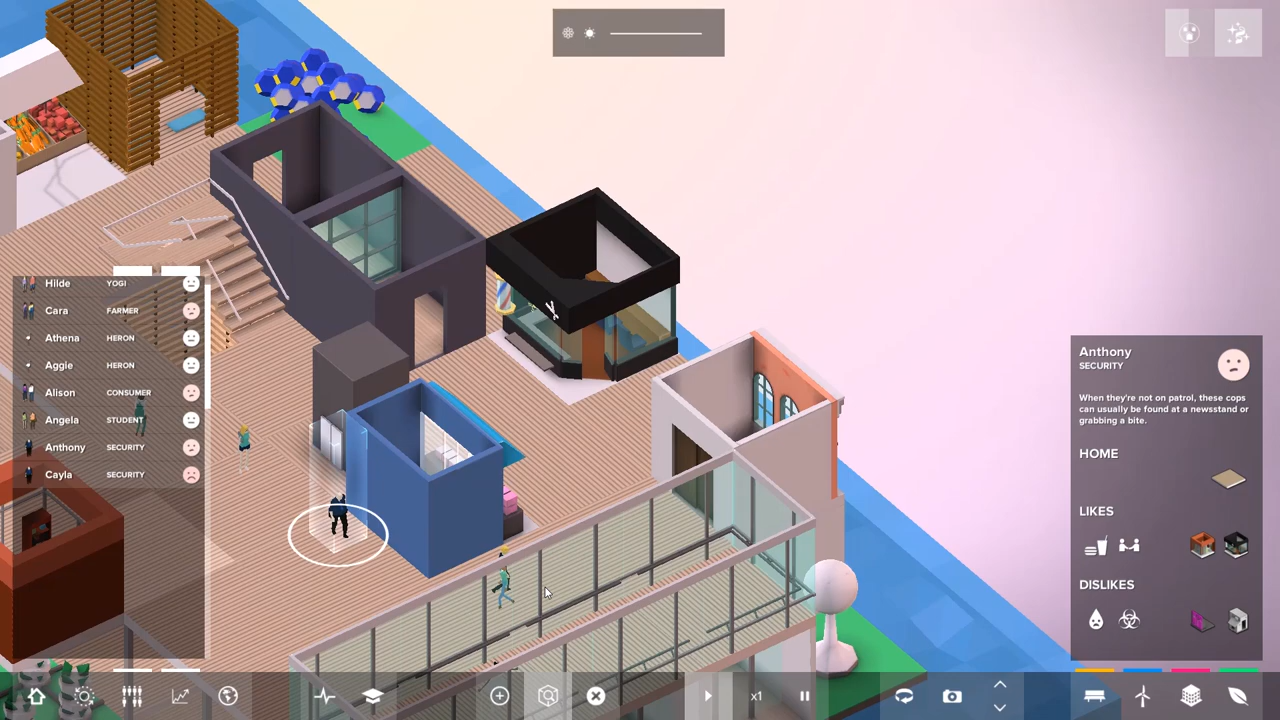 Hilde YOGI
Cara FARMER
Athena HERON
Aggie HERON
Alison CONSUMER
Angela STUDENT
Anthony SECURITY
Cayla SECURITY
Anthony
SECURITY
When they're not on patrol, these cops
can usually be found at a newsstand or
grabbing a bite.
HOME
LIKES
DISLIKES
x1